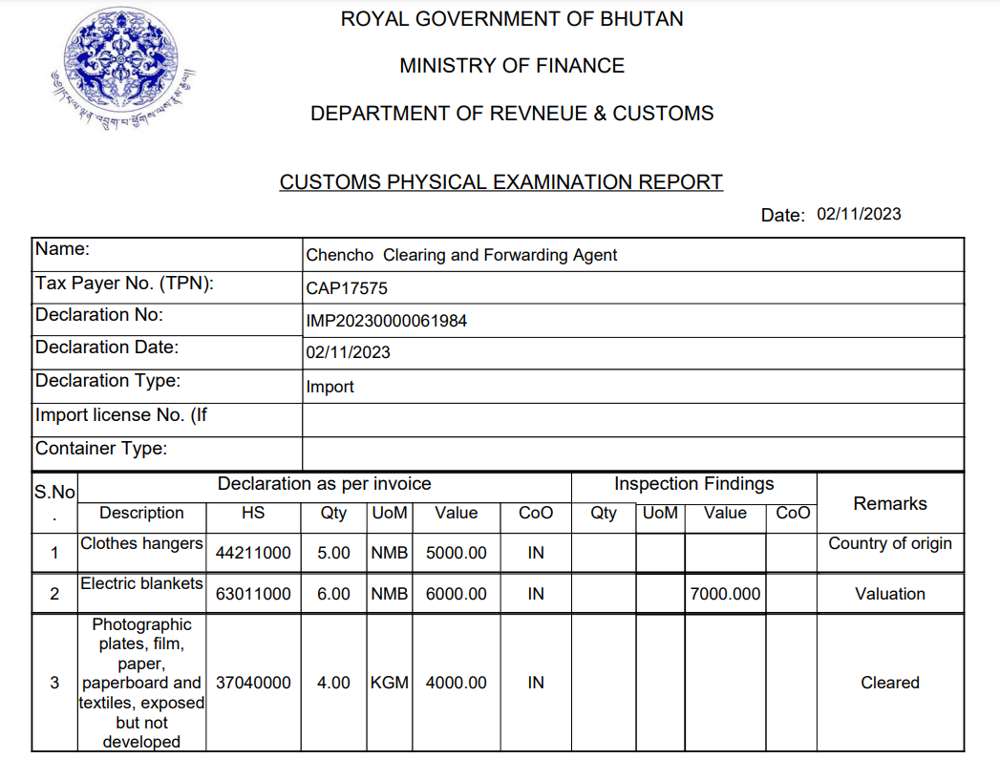 ROYAL GOVERNMENT OF BHUTAN
MINISTRY OF FINANCE
DEPARTMENT OF REVNEUE & CUSTOMS
CUSTOMS PHYSICAL EXAMINATION REPORT
Date: 02/11/2023
Name: Chencho Clearing and Forwarding Agent
Tax Payer No. (TPN): CAP17575
Declaration No: IMP20230000061984
Declaration Date: 02/11/2023
Declaration Type: Import
Import license No. (If
Container Type:
S.No . Declaration as per invoice Inspection Findings Remarks
Description HS Qty UoM Value CoO Qty UoM Value CoO
1 Clothes hangers 44211000 5.00 NMB 5000.00 IN Country of origin
2 Electric blankets 63011000 6.00 NMB 6000.00 IN 7000.000 Valuation
Photographic
plates, film,
paper,
3 paperboard and 37040000 4.00 KGM 4000.00 IN Cleared
textiles, exposed
but not
developed